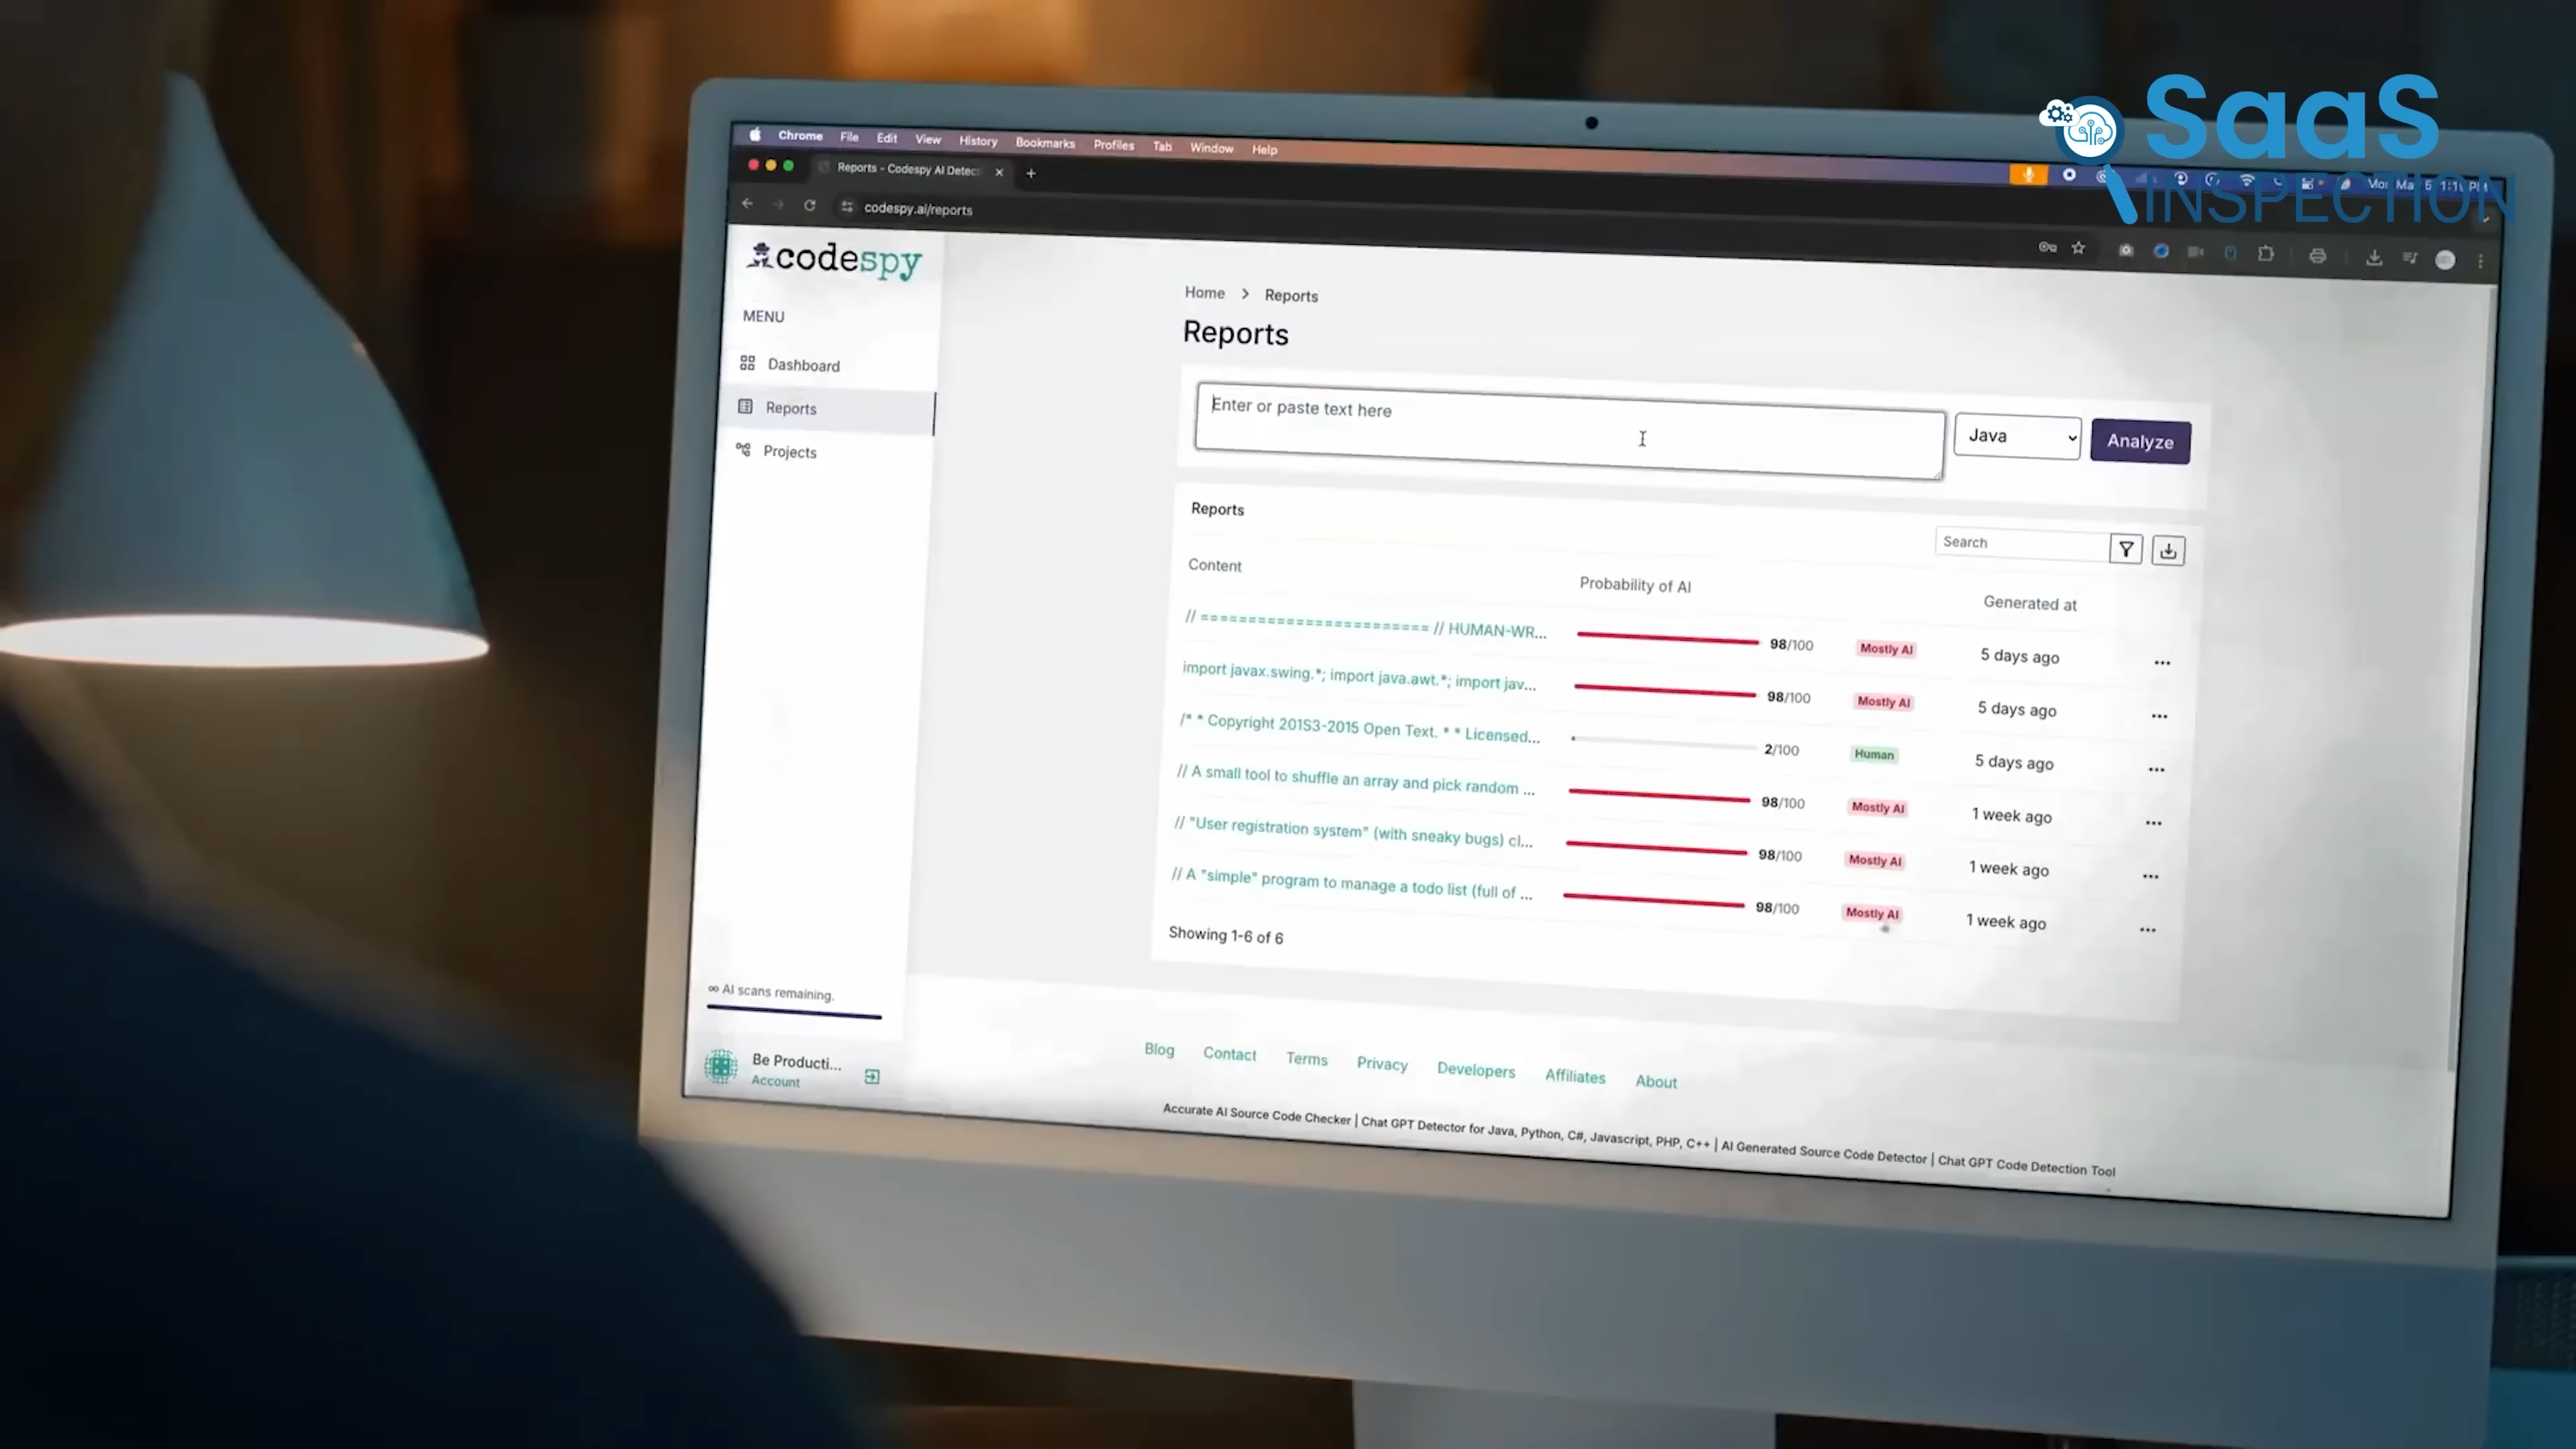 SaaS
INSPECTION
Chrome File Edit View History Bookmarks Profiles Tab Window Help
Reports - Codespy AI Detec
codespy.ai/reports
codespy
MENU
Dashboard
Reports
Projects
∞ AI scans remaining.
Be Producti...
Account
Home > Reports
Reports
Enter or paste text here
Java
Analyze
Reports
Search
Content Probability of AI Generated at
// ======================== // HUMAN-WR... 98/100 Mostly AI 5 days ago
import javax.swing.*; import java.awt.*; import jav... 98/100 Mostly AI 5 days ago
/* * Copyright 201S3-2015 Open Text. * * Licensed... 2/100 Human 5 days ago
// A small tool to shuffle an array and pick random ... 98/100 Mostly AI 1 week ago
// "User registration system" (with sneaky bugs) cl... 98/100 Mostly AI 1 week ago
// A "simple" program to manage a todo list (full of ... 98/100 Mostly AI 1 week ago
Showing 1-6 of 6
Blog Contact Terms Privacy Developers Affiliates About
Accurate AI Source Code Checker | Chat GPT Detector for Java, Python, C#, Javascript, PHP, C++ | AI Generated Source Code Detector | Chat GPT Code Detection Tool